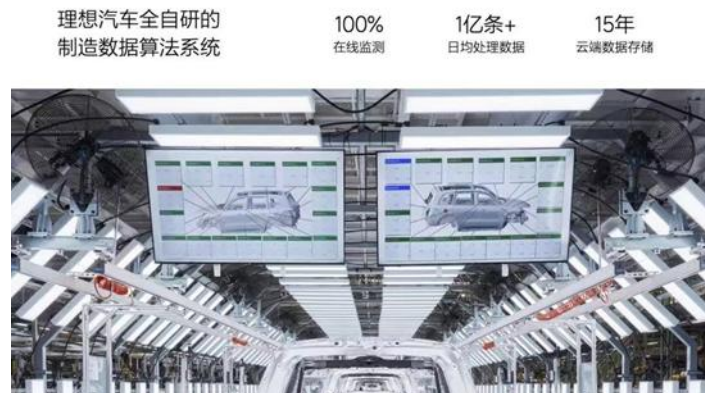 理想汽车全自研的
制造数据算法系统
100%
在线监测
1亿条+
日均处理数据
15年
云端数据存储